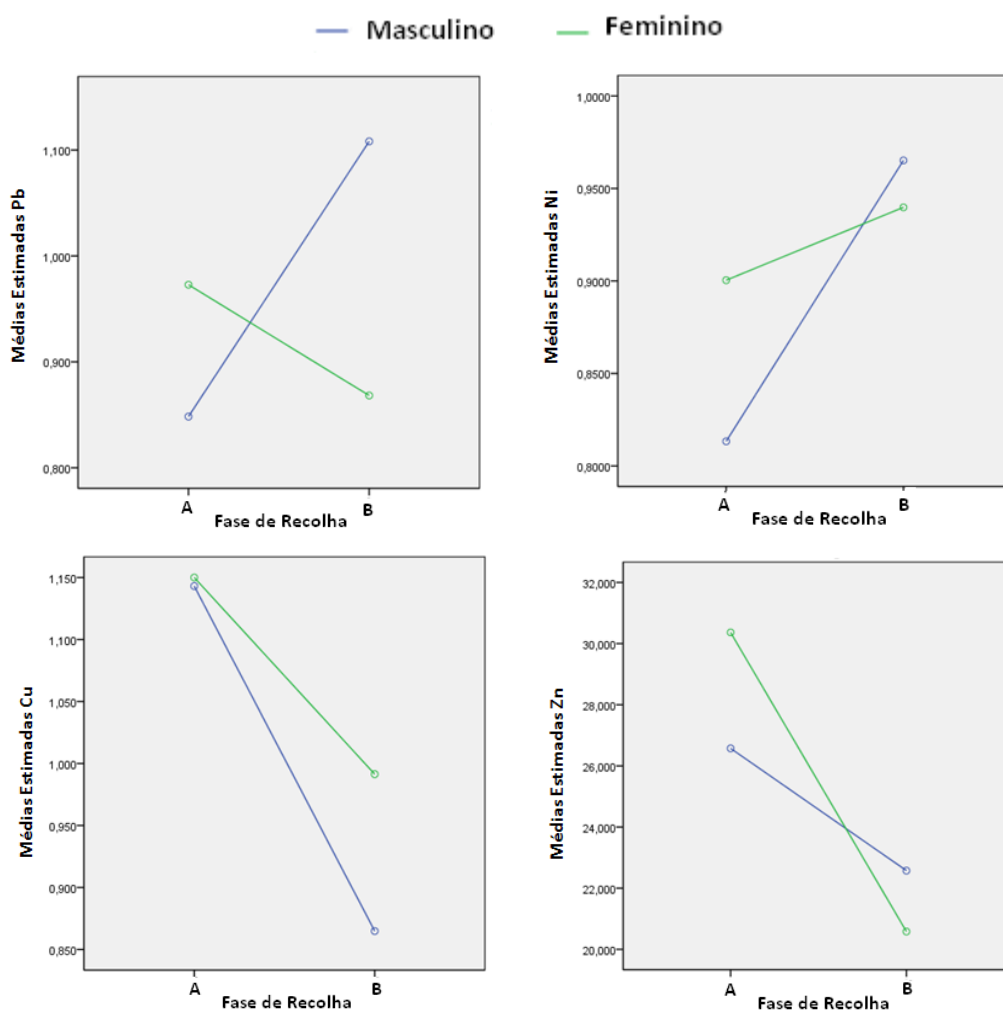 Masculino Feminino
Médias Estimadas Pb
1,100
1,000
0,900
0,800
A B
Fase de Recolha
Médias Estimadas Ni
1,0000
0,9500
0,9000
0,8500
0,8000
A B
Fase de Recolha
Médias Estimadas Cu
1,150
1,100
1,050
1,000
0,950
0,900
0,850
A B
Fase de Recolha
Médias Estimadas Zn
32,000
30,000
28,000
26,000
24,000
22,000
20,000
A B
Fase de Recolha